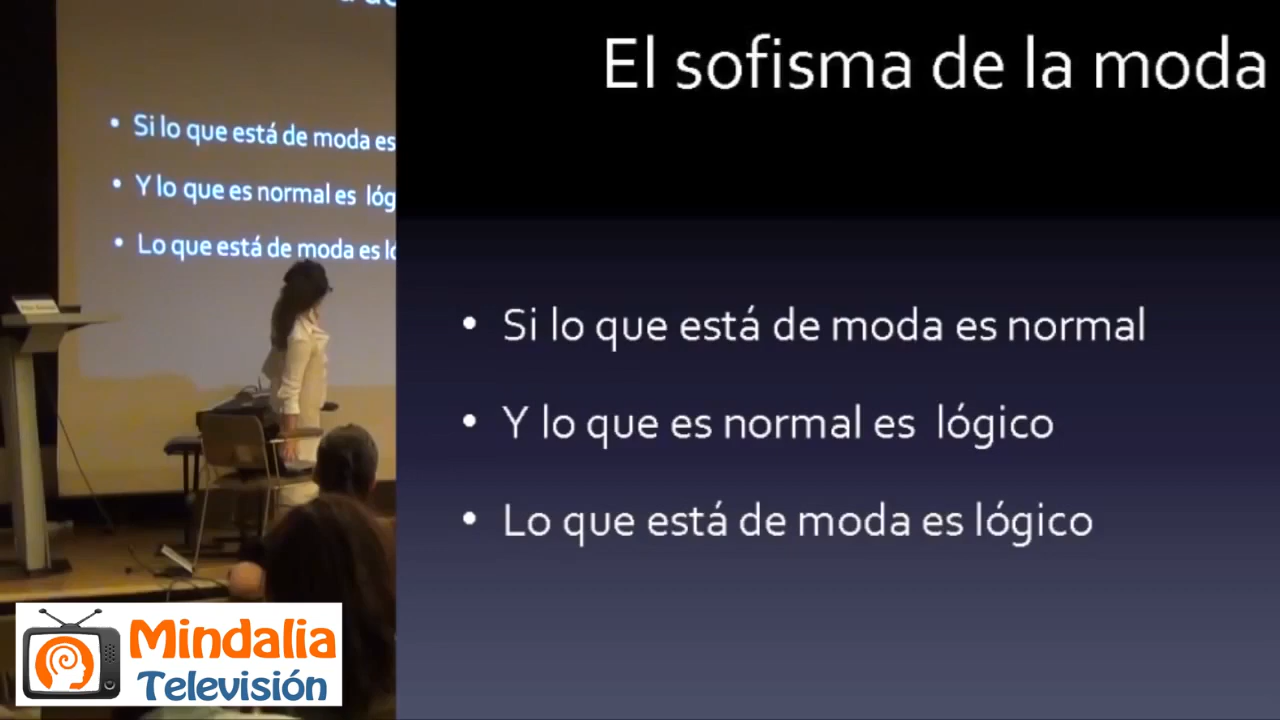 El sofisma de la moda
Si lo que está de moda es normal
Y lo que es normal es lógico
Lo que está de moda es lógico
• Si lo que está de moda es
• Y lo que es normal es
• Lo que está de moda es
Mindalia
Televisión